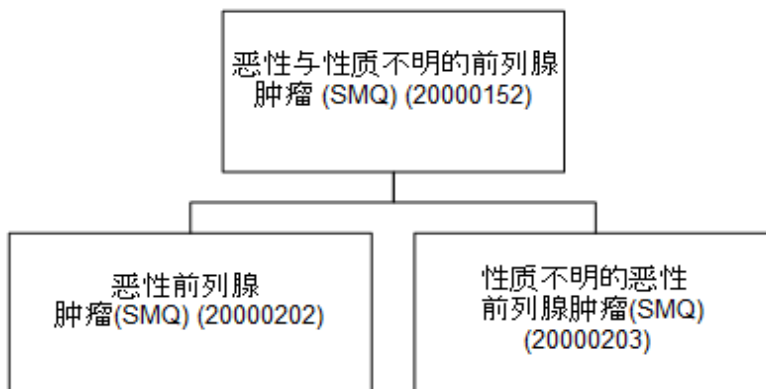 恶性与性质不明的前列腺
肿瘤 (SMQ) (20000152)
恶性前列腺
肿瘤(SMQ) (20000202)
性质不明的恶性
前列腺肿瘤(SMQ)
(20000203)